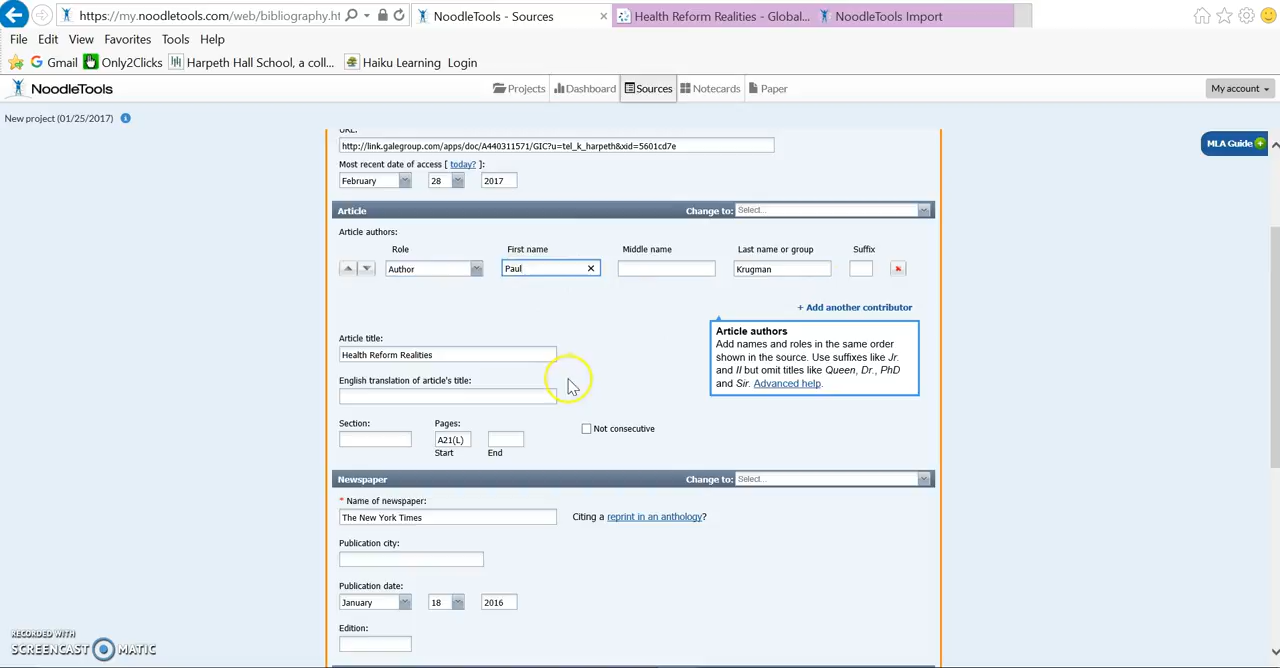 https://my.noodletools.com/web/bibliography.ht
NoodleTools - Sources
Health Reform Realities - Global...
NoodleTools Import
File Edit View Favorites Tools Help
Gmail Only2Clicks Harpeth Hall School, a coll... Haiku Learning Login
NoodleTools Projects Dashboard Sources Notecards Paper My account
New project (01/25/2017)
MLA Guide
URL:
http://link.galegroup.com/apps/doc/A440311571/GIC?u=tel_k_harpeth&xid=5601cd7e
Most recent date of access [ today? ]:
February 28 2017
Article Change to: Select...
Article authors:
Role First name Middle name Last name or group Suffix
Author Paul Krugman
+ Add another contributor
Article authors
Add names and roles in the same order
shown in the source. Use suffixes like Jr.
and II but omit titles like Queen, Dr., PhD
and Sir. Advanced help.
Article title:
Health Reform Realities
English translation of article's title:
Section: Pages:
A21(L) Not consecutive
Start End
Newspaper Change to: Select...
* Name of newspaper:
The New York Times Citing a reprint in an anthology?
Publication city:
Publication date:
January 18 2016
Edition:
RECORDED WITH
SCREENCAST MATIC